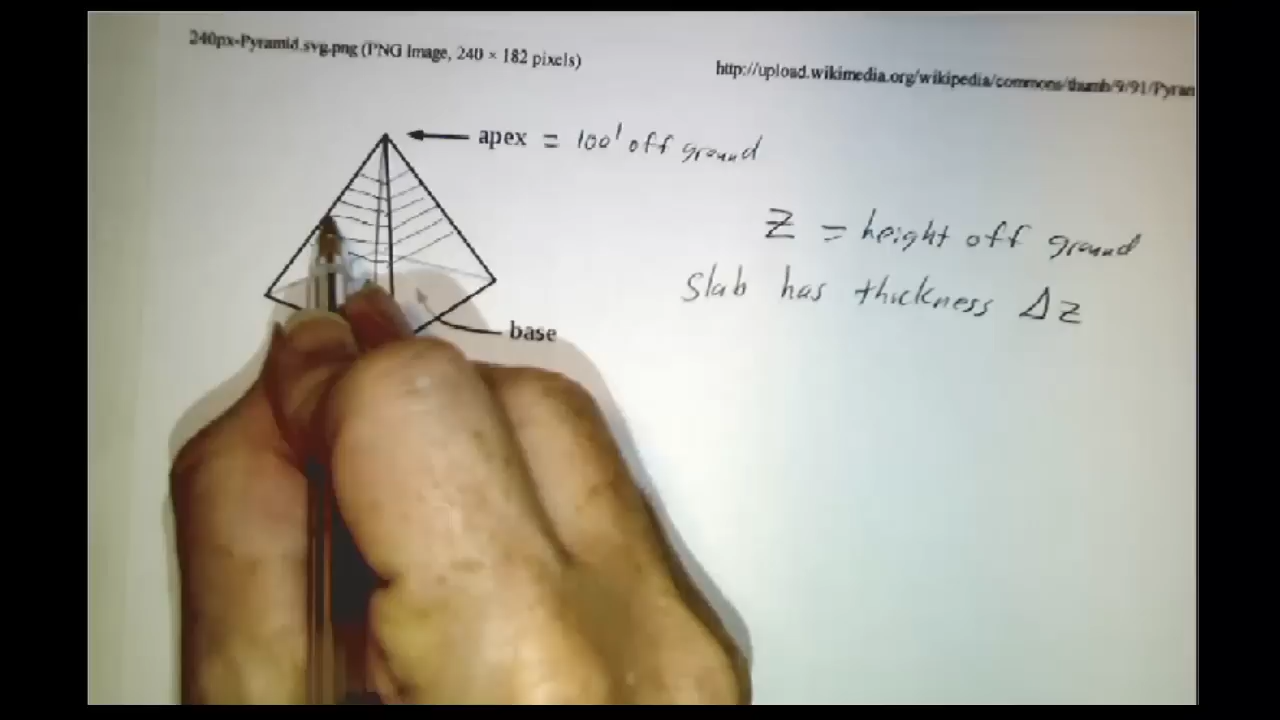 240px-Pyramid.svg.png (PNG Image, 240 × 182 pixels)
http://upload.wikimedia.org/wikipedia/commons/thumb/9/91/Pyram
apex = 100' off ground
Z = height off ground
Slab has thickness Δz
base